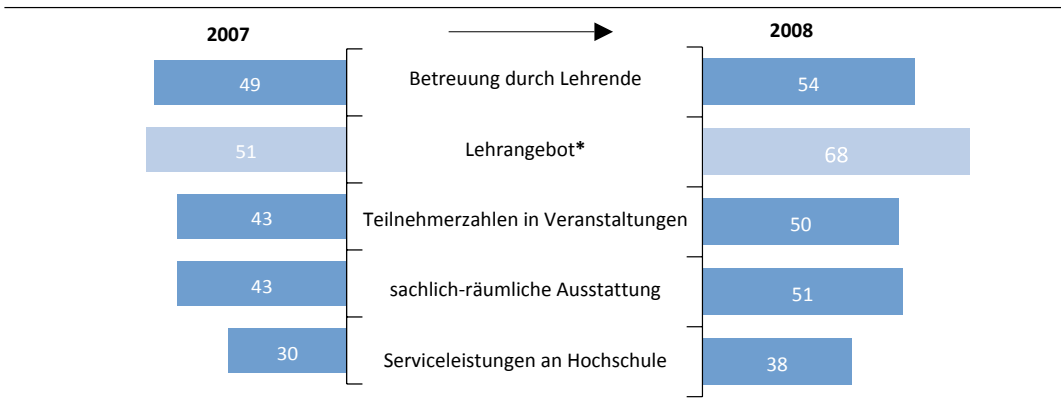 2007 2008
49 Betreuung durch Lehrende 54
51 Lehrangebot* 68
43 Teilnehmerzahlen in Veranstaltungen 50
43 sachlich-räumliche Ausstattung 51
30 Serviceleistungen an Hochschule 38